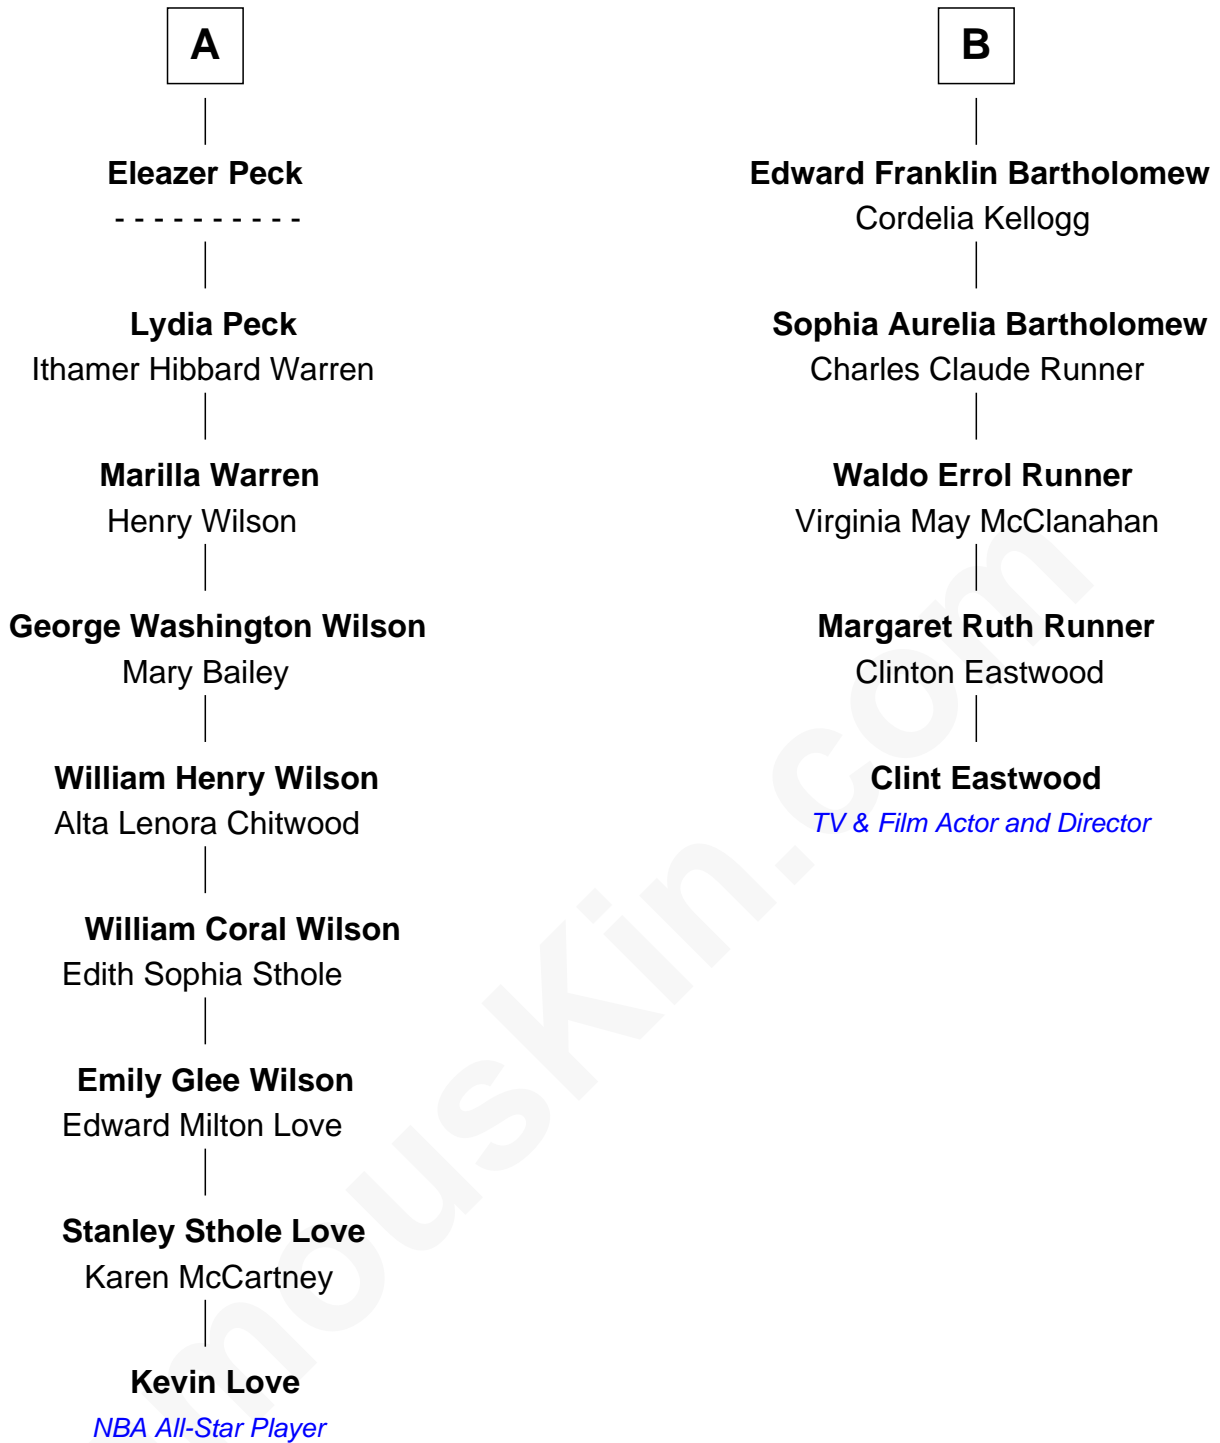 A
Eleazer Peck
- - - - - - - - - -
Lydia Peck
Ithamer Hibbard Warren
Marilla Warren
Henry Wilson
George Washington Wilson
Mary Bailey
William Henry Wilson
Alta Lenora Chitwood
William Coral Wilson
Edith Sophia Sthole
Emily Glee Wilson
Edward Milton Love
Stanley Sthole Love
Karen McCartney
Kevin Love
NBA All-Star Player
B
Edward Franklin Bartholomew
Cordelia Kellogg
Sophia Aurelia Bartholomew
Charles Claude Runner
Waldo Errol Runner
Virginia May McClanahan
Margaret Ruth Runner
Clinton Eastwood
Clint Eastwood
TV & Film Actor and Director
mousKin.com